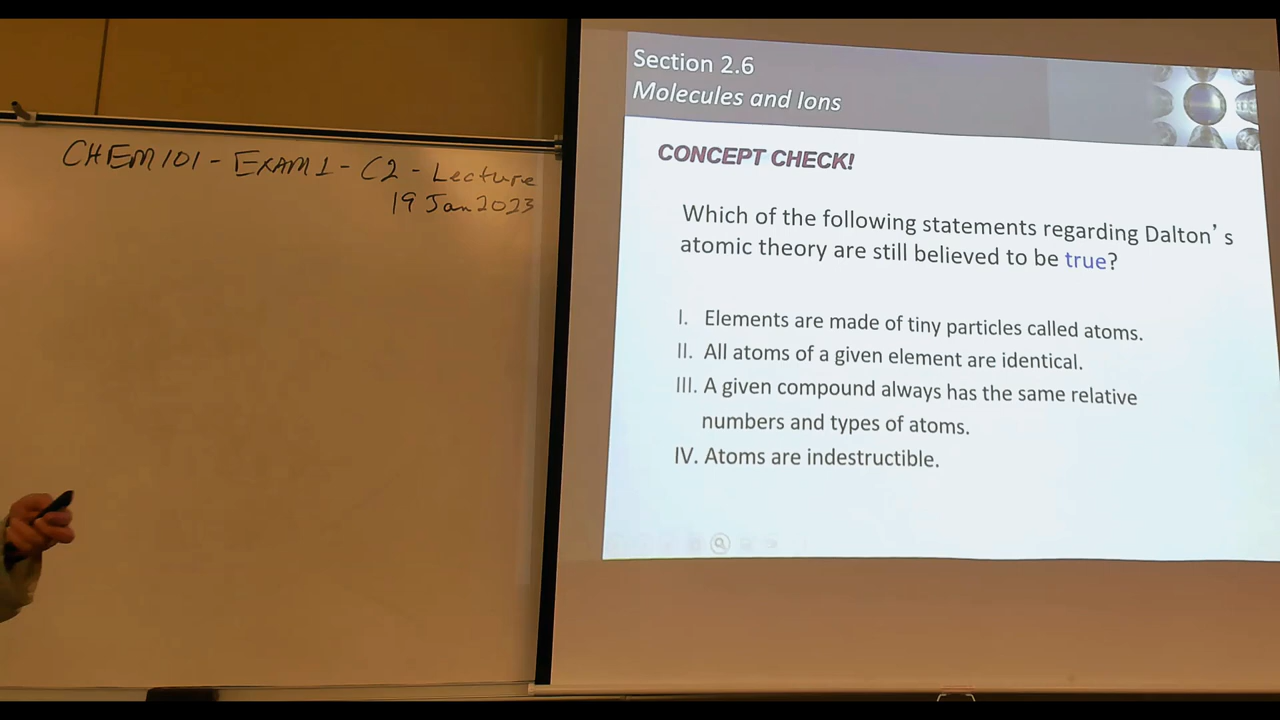 CHEM 101 - EXAM 1 - C2 - Lecture
19 Jan 2023
Section 2.6
Molecules and Ions
CONCEPT CHECK!
Which of the following statements regarding Dalton's
atomic theory are still believed to be true?
I. Elements are made of tiny particles called atoms.
II. All atoms of a given element are identical.
III. A given compound always has the same relative
numbers and types of atoms.
IV. Atoms are indestructible.